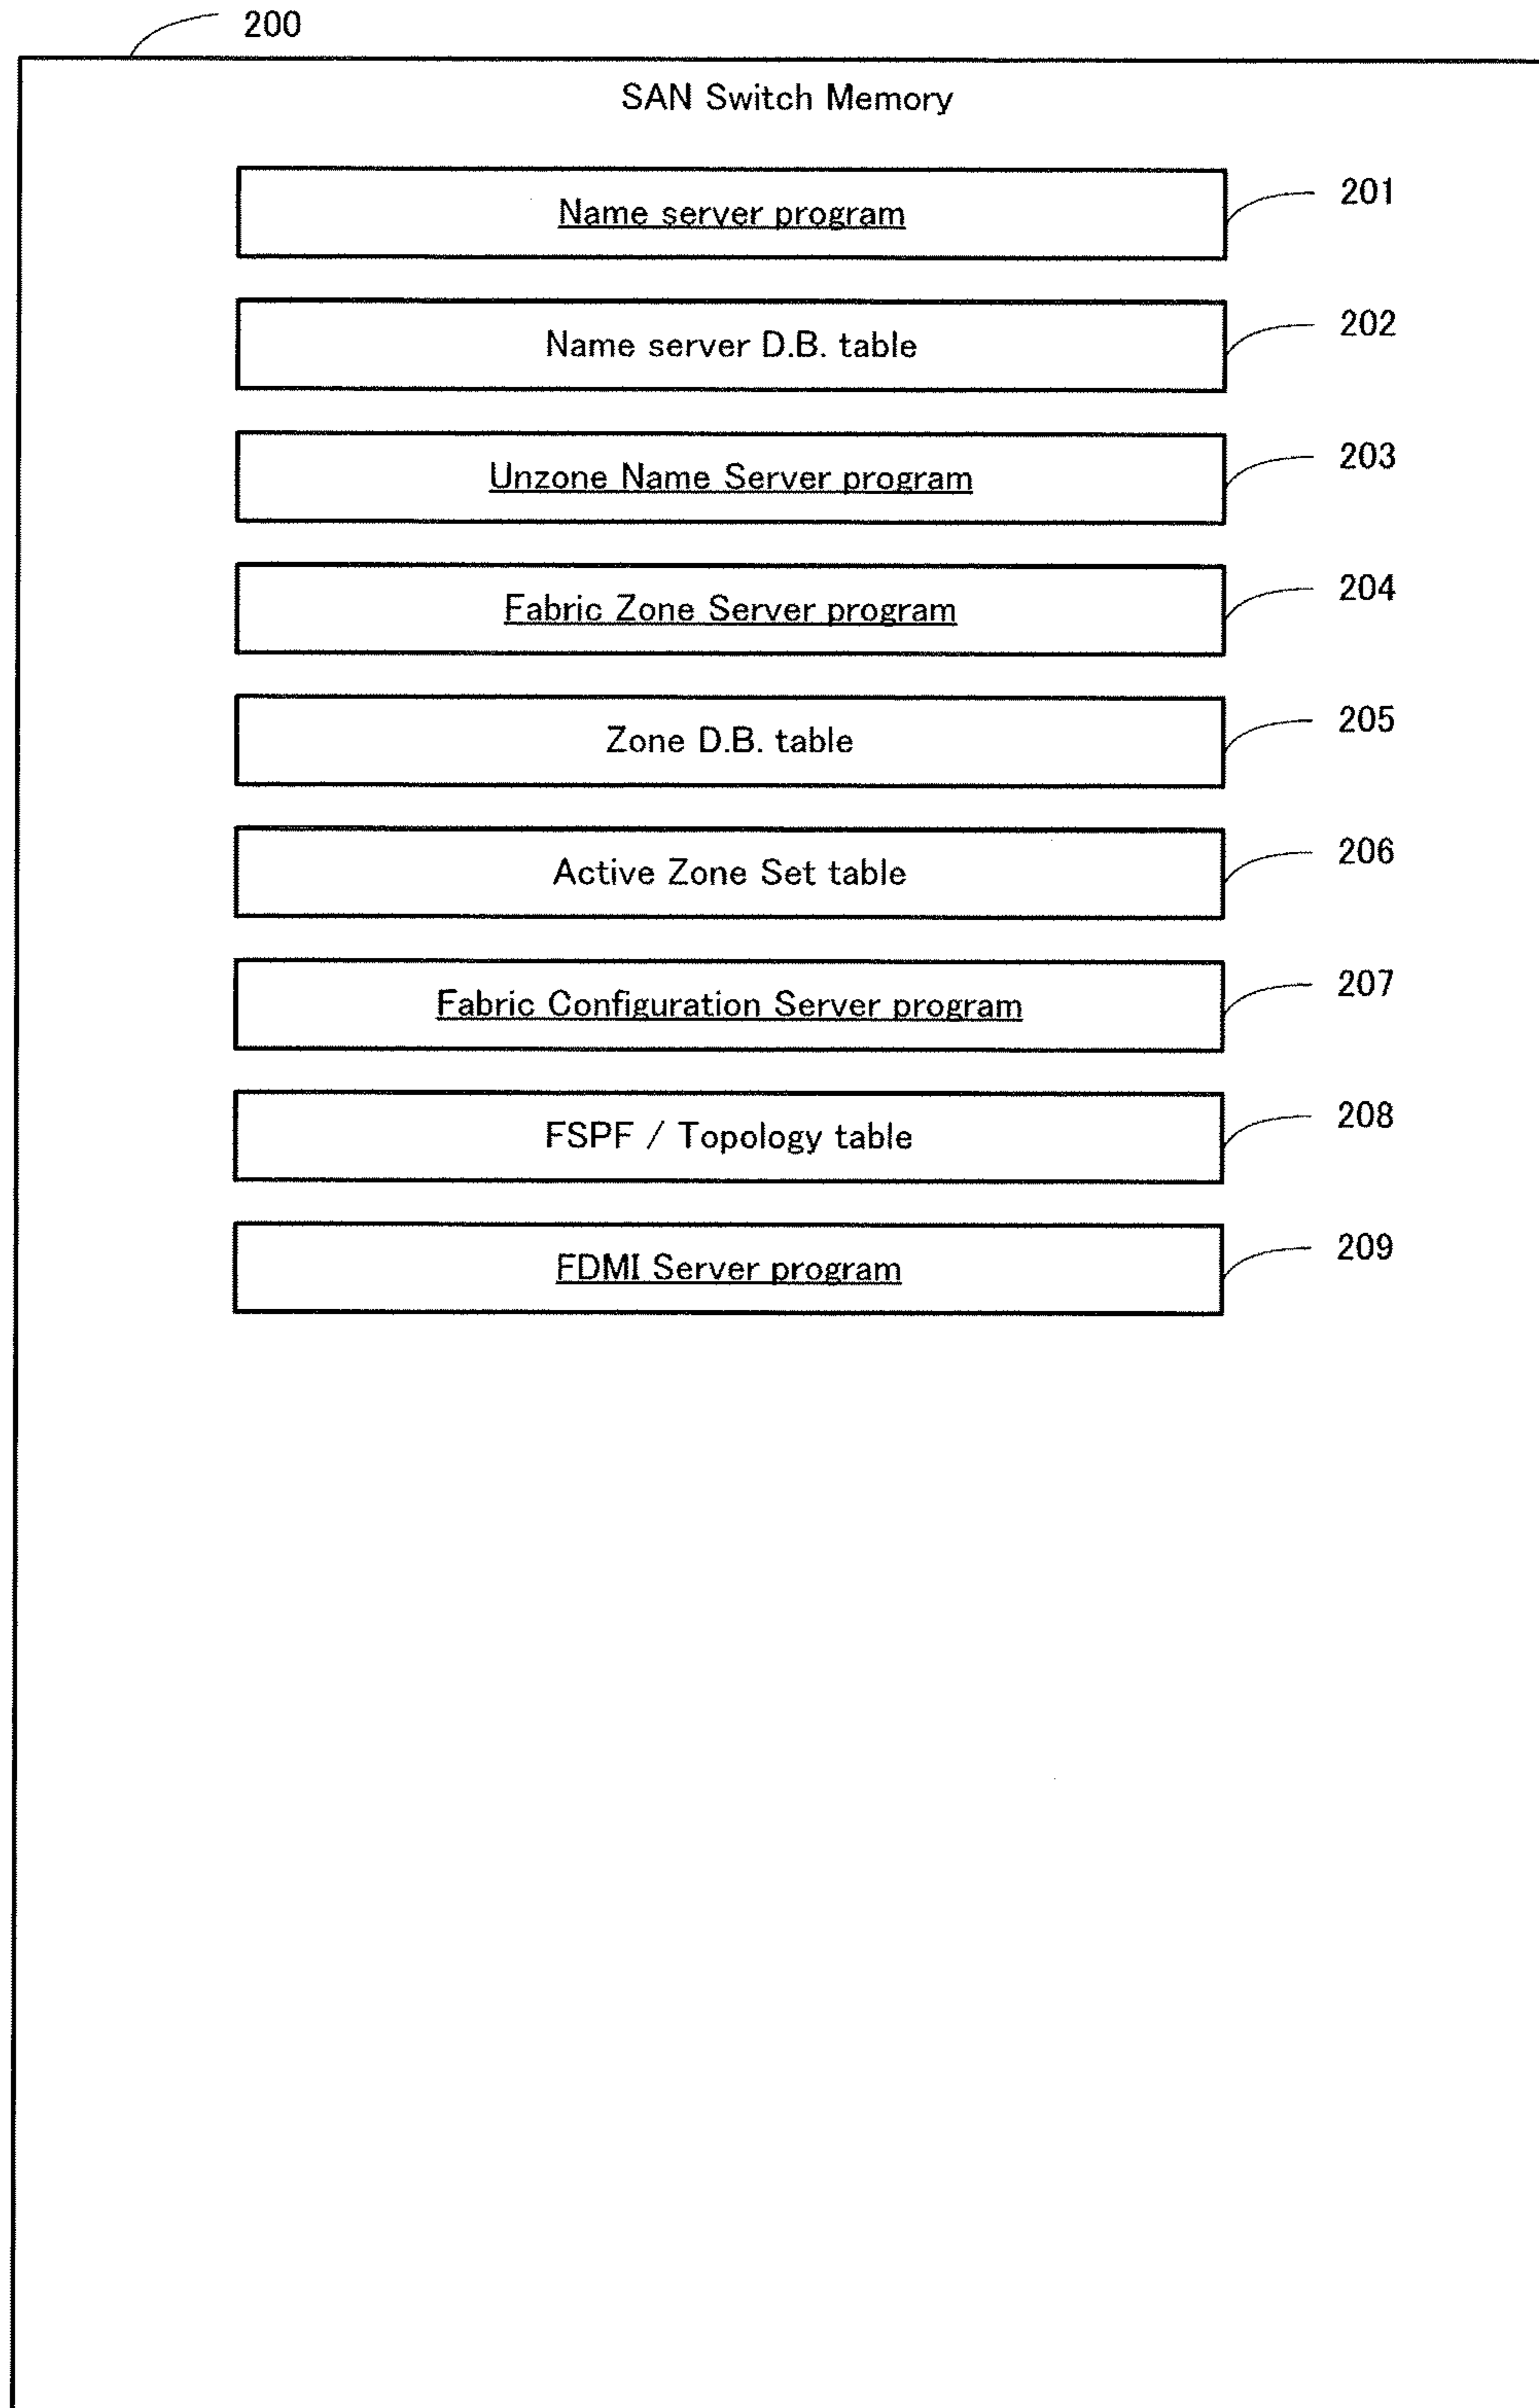 200
SAN Switch Memory
Name server program 201
Name server D.B. table 202
Unzone Name Server program 203
Fabric Zone Server program 204
Zone D.B. table 205
Active Zone Set table 206
Fabric Configuration Server program 207
FSPF / Topology table 208
FDMI Server program 209